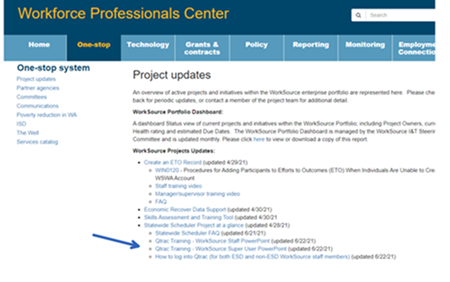 Workforce Professionals Center
Search
Home
One-stop
Technology
Grants & contracts
Policy
Reporting
Monitoring
Employme
Connectio
One-stop system
Project updates
Partner agencies
Committees
Communications
Poverty reduction in WA
ISD
The Well
Services catalog
Project updates
An overview of active projects and initiatives within the WorkSource enterprise portfolio are represented here. Please che
back for periodic updates, or contact a member of the project team for additional detail.
WorkSource Portfolio Dashboard:
A dashboard Status view of current projects and initiatives within the WorkSource Portfolio, including Project Owners, curr
Health rating and estimated Due Dates. The WorkSource Portfolio Dashboard is managed by the WorkSource I&T Steerin
Committee and is updated monthly. Please click here to view or download a copy of this report.
WorkSource Projects Updates:
Create an ETO Record (updated 4/29/21)
WIN0120 - Procedures for Adding Participants to Efforts to Outcomes (ETO) When Individuals Are Unable to Cre
WSWA Account
Staff training video
Manager/supervisor training video
FAQ
Economic Recover Data Support (updated 4/30/21)
Skills Assessment and Training Tool (updated 4/30/21
Statewide Scheduler Project at a glance (updated 4/28/21)
Statewide Scheduler FAQ (updated 6/21/21)
Qtrac Training - WorkSource Staff PowerPoint (updated 6/22/21)
Qtrac Training - WorkSource Super User PowerPoint (updated 6/22/21)
How to log into Qtrac (for both ESD and non-ESD WorkSource staff members) (updated 6/22/21)